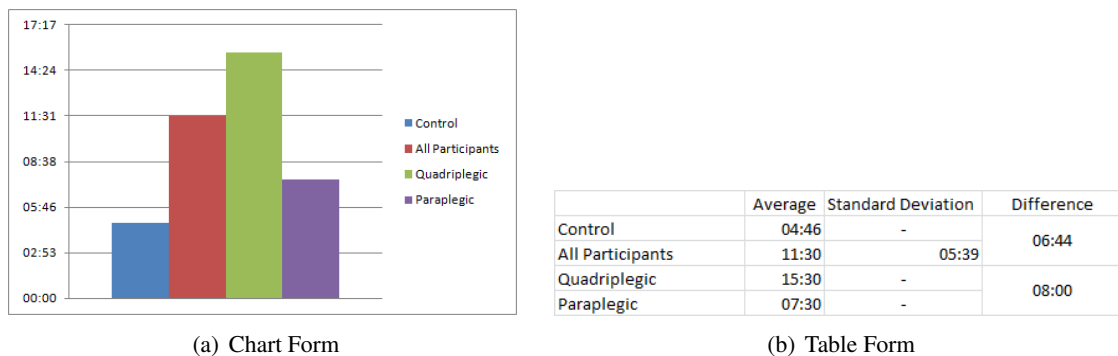 17:17
14:24
11:31
08:38
05:46
02:53
00:00
Control
All Participants
Quadriplegic
Paraplegic
(a) Chart Form
Average Standard Deviation Difference
Control 04:46 - 06:44
All Participants 11:30 05:39
Quadriplegic 15:30 - 08:00
Paraplegic 07:30 -
(b) Table Form